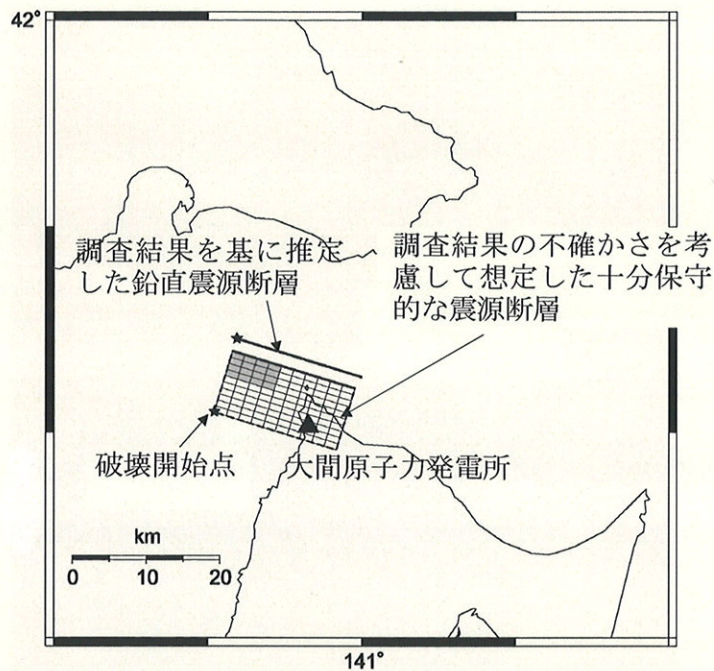 42°
調査結果を基に推定
した鉛直震源断層
調査結果の不確かさを考
慮して想定した十分保守
的な震源断層
破壊開始点
大間原子力発電所
km
0 10 20
141°